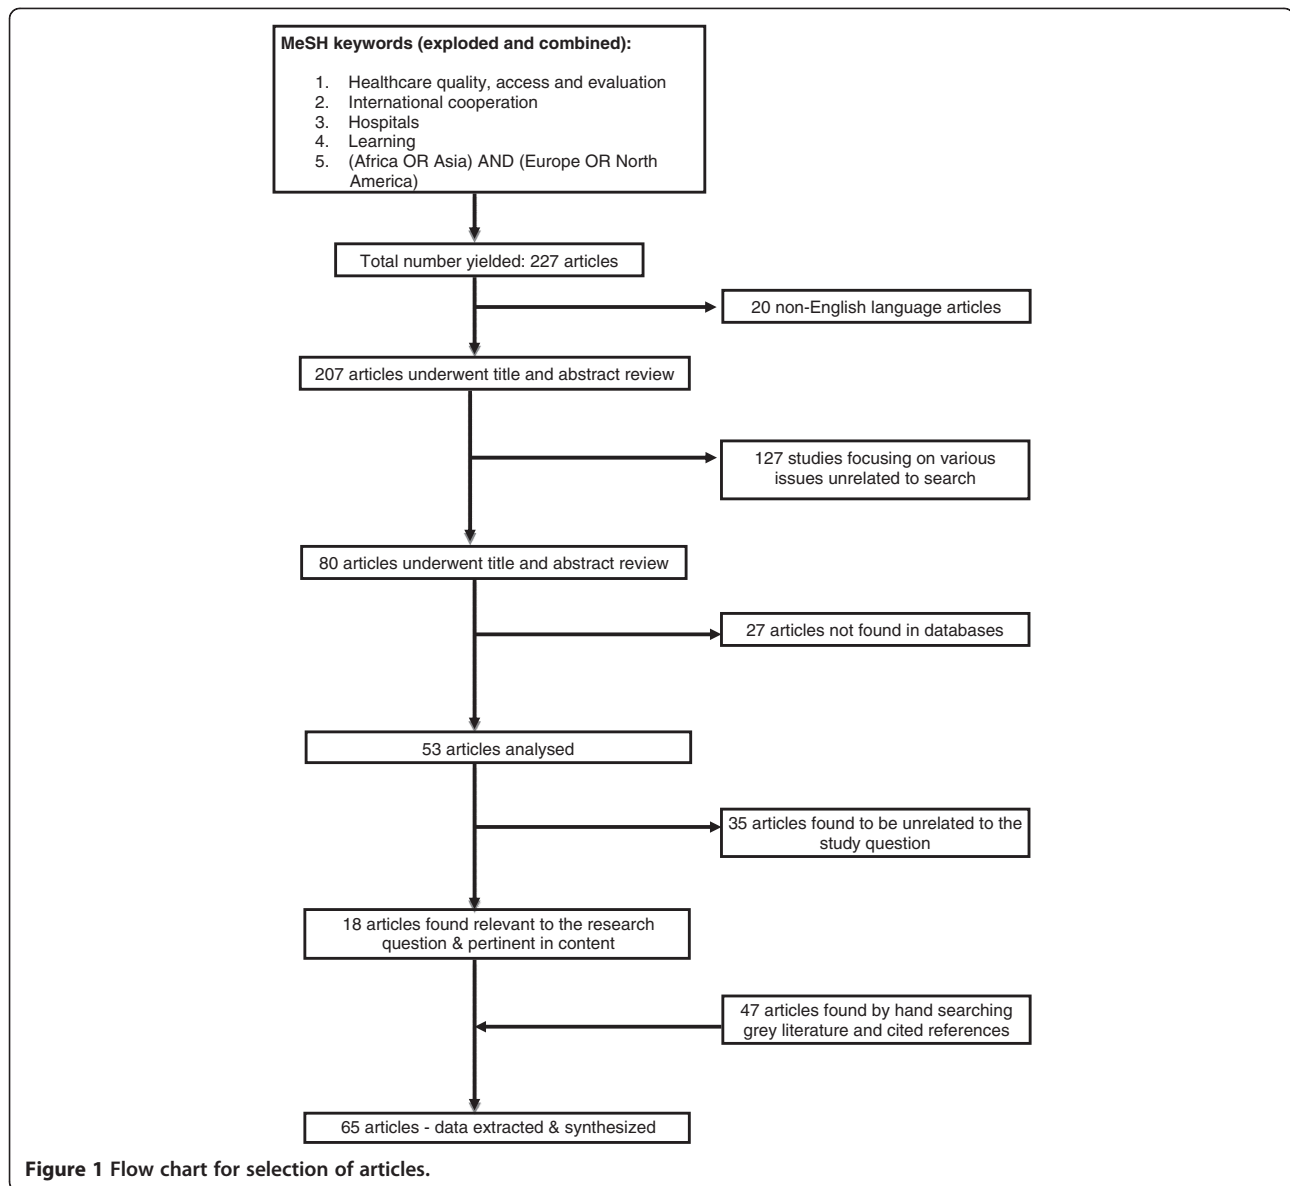 MeSH keywords (exploded and combined):
1. Healthcare quality, access and evaluation
2. International cooperation
3. Hospitals
4. Learning
5. (Africa OR Asia) AND (Europe OR North
America)
Total number yielded: 227 articles
20 non-English language articles
207 articles underwent title and abstract review
127 studies focusing on various
issues unrelated to search
80 articles underwent title and abstract review
27 articles not found in databases
53 articles analysed
35 articles found to be unrelated to the
study question
18 articles found relevant to the research
question & pertinent in content
47 articles found by hand searching
grey literature and cited references
65 articles - data extracted & synthesized
Figure 1 Flow chart for selection of articles.